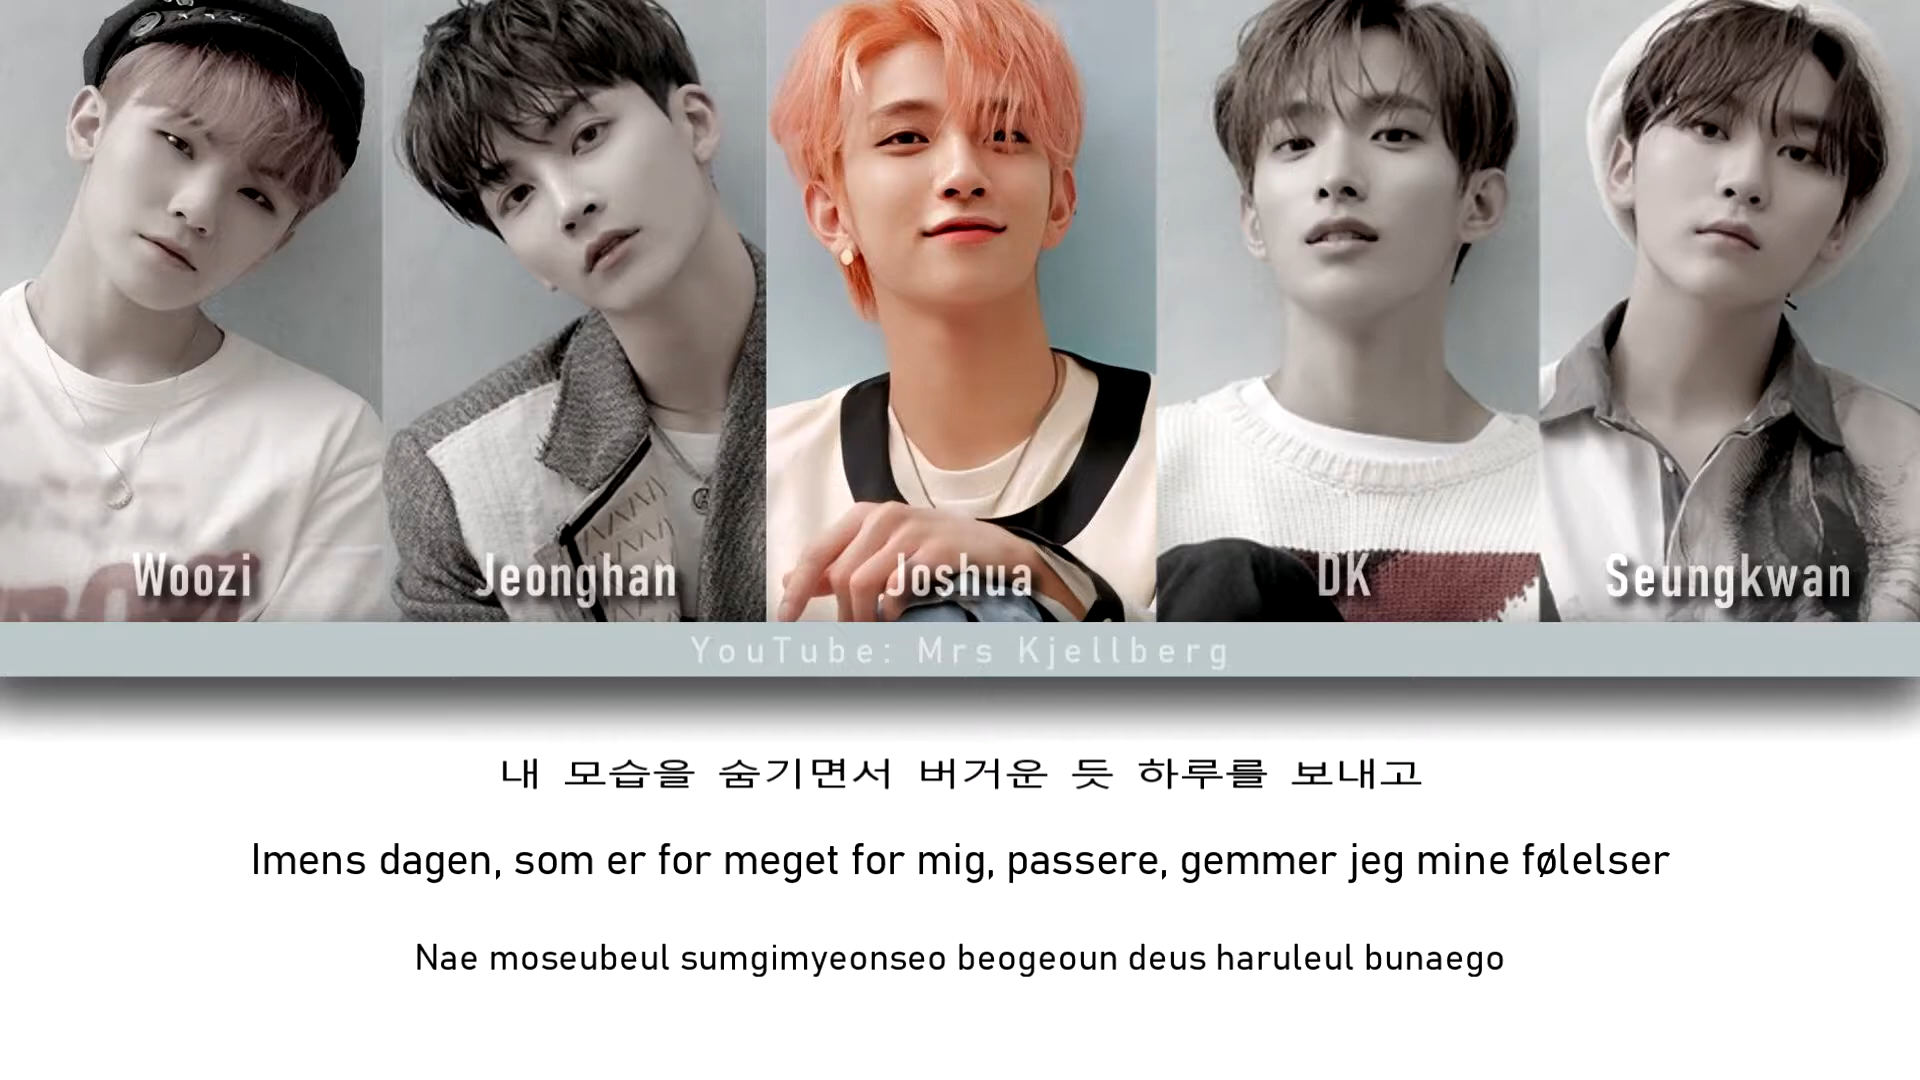 Woozi
Jeonghan
Joshua
DK
Seungkwan
YouTube: Mrs Kjellberg
내 모습을 숨기면서 버거운 듯 하루를 보내고
Imens dagen, som er for meget for mig, passere, gemmer jeg mine følelser
Nae moseubeul sumgimyeonseo beogeoun deus haruleul bunaego